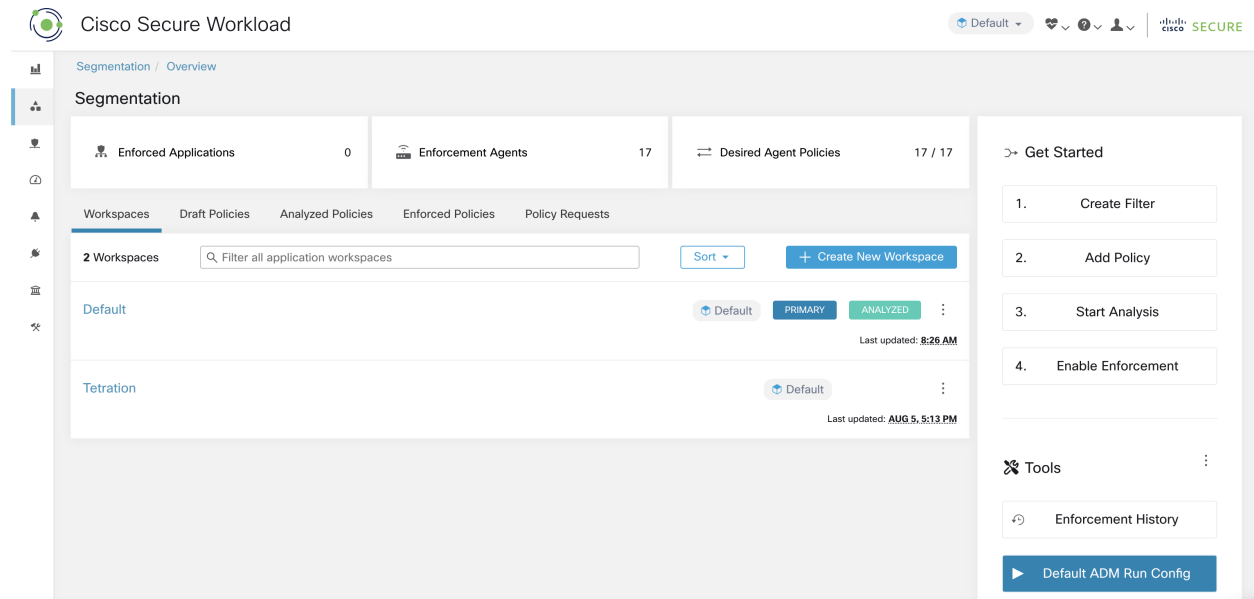 Cisco Secure Workload
Default
CISCO SECURE
Segmentation / Overview
Segmentation
Enforced Applications 0
Enforcement Agents 17
Desired Agent Policies 17 / 17
Workspaces Draft Policies Analyzed Policies Enforced Policies Policy Requests
2 Workspaces Filter all application workspaces Sort + Create New Workspace
Default Default PRIMARY ANALYZED
Last updated: 8:26 AM
Tetration Default
Last updated: AUG 5, 5:13 PM
Get Started
1. Create Filter
2. Add Policy
3. Start Analysis
4. Enable Enforcement
Tools
Enforcement History
Default ADM Run Config